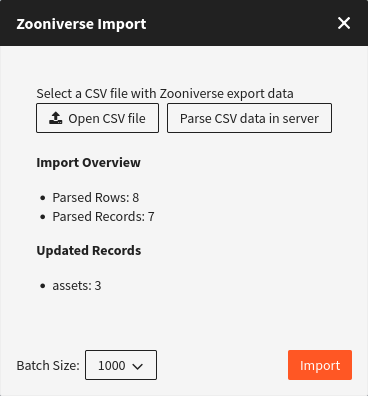 Zooniverse Import
Select a CSV file with Zooniverse export data
Open CSV file
Parse CSV data in server
Import Overview
• Parsed Rows: 8
• Parsed Records: 7
Updated Records
• assets: 3
Batch Size: 1000
Import